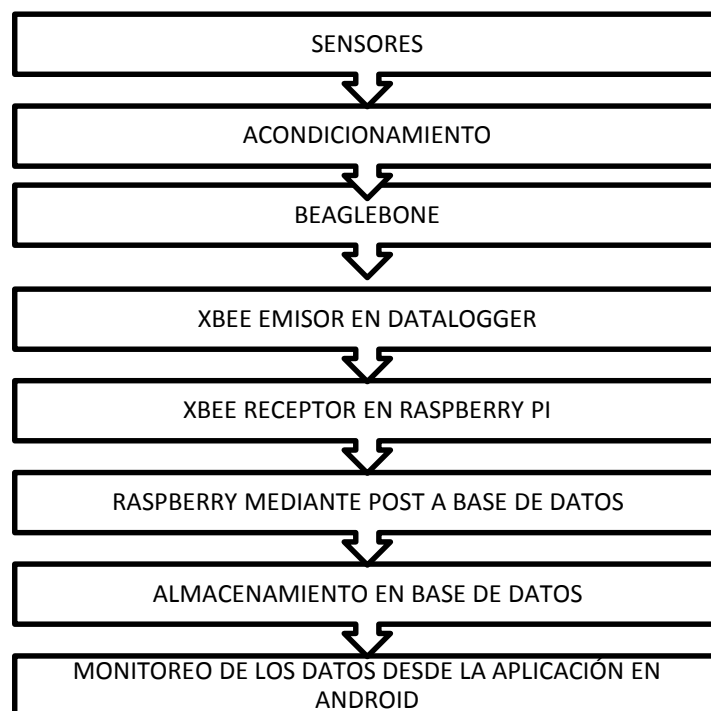 SENSORES
ACONDICIONAMIENTO
BEAGLEBONE
XBEE EMISOR EN DATALOGGER
XBEE RECEPTOR EN RASPBERRY PI
RASPBERRY MEDIANTE POST A BASE DE DATOS
ALMACENAMIENTO EN BASE DE DATOS
MONITOREO DE LOS DATOS DESDE LA APLICACIÓN EN
ANDROID